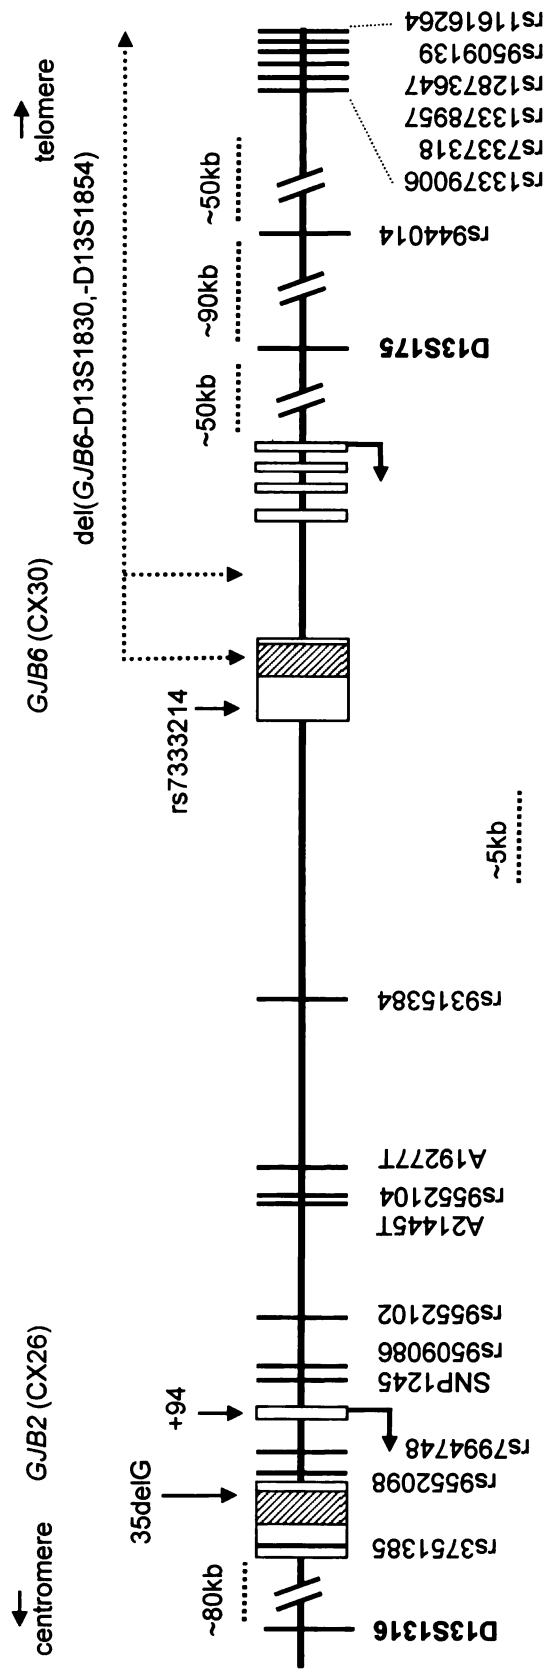 centromere
telomere
GJB2 (CX26)
GJB6 (CX30)
del(GJB6-D13S1830,-D13S1854)
35delG
+94
rs7333214
~80kb
~50kb
~90kb
~50kb
D13S1316
rs3751385
rs9552098
rs7994748
SNP1245
rs9509086
rs9552102
A21445T
rs9552104
A19277T
rs9315384
~5kb
D13S175
rs944014
rs13379006
rs7337318
rs13378957
rs12873647
rs9509139
rs11616264